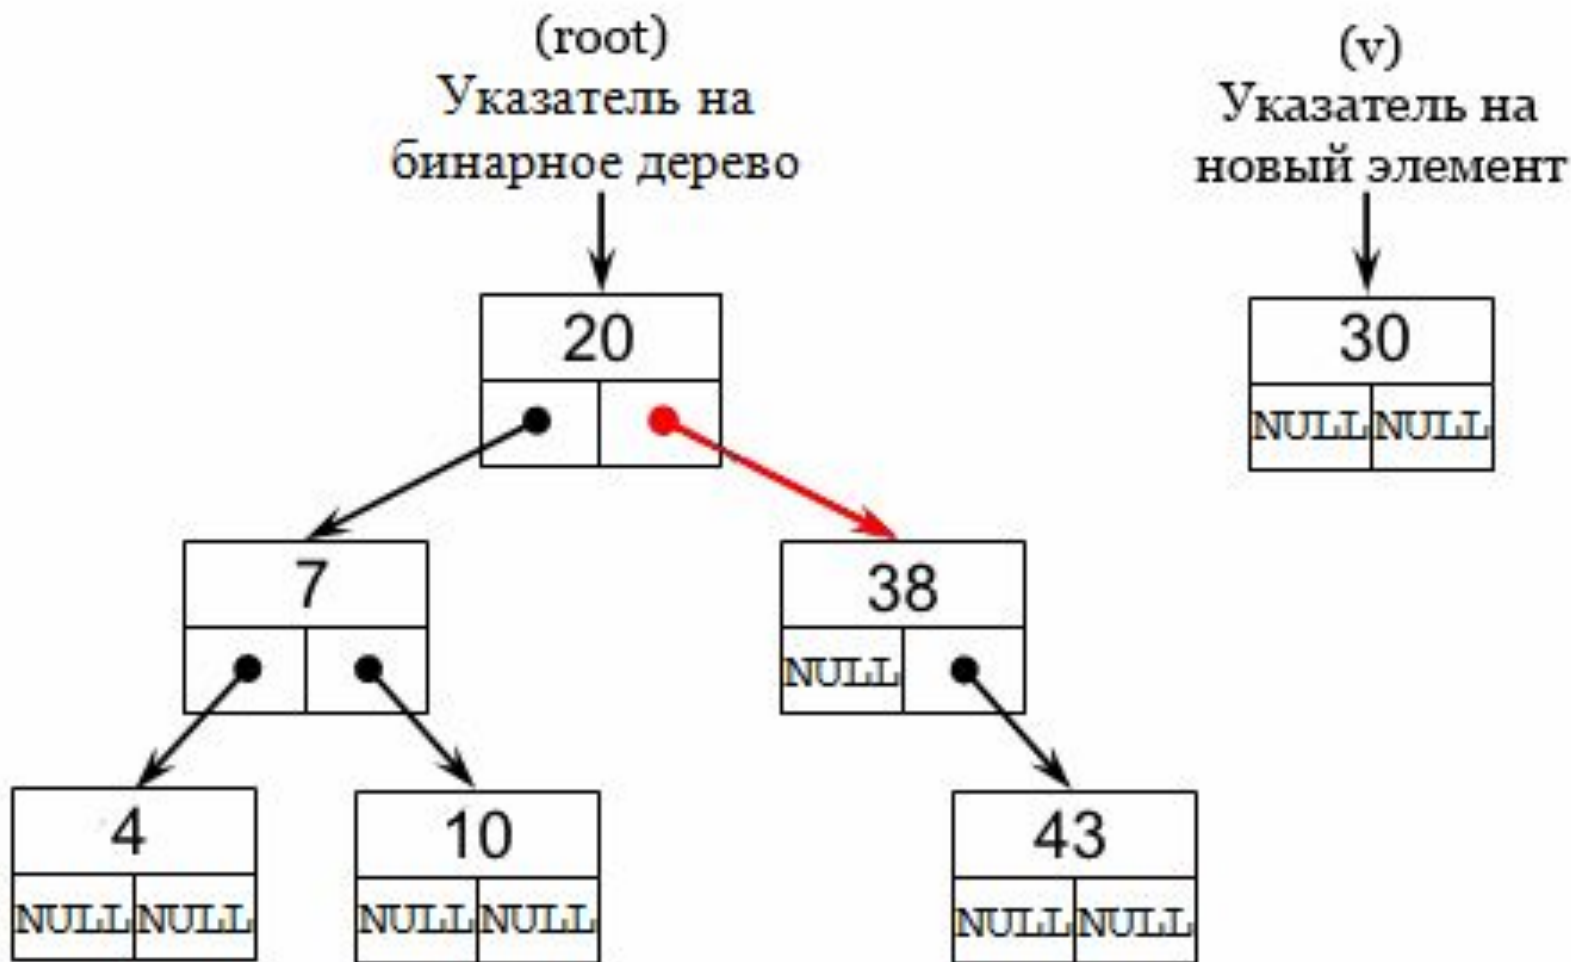 (root)
Указатель на
бинарное дерево
(v)
Указатель на
новый элемент
20
30
NULL NULL
7
38
NULL
4
10
43
NULL NULL
NULL NULL
NULL NULL